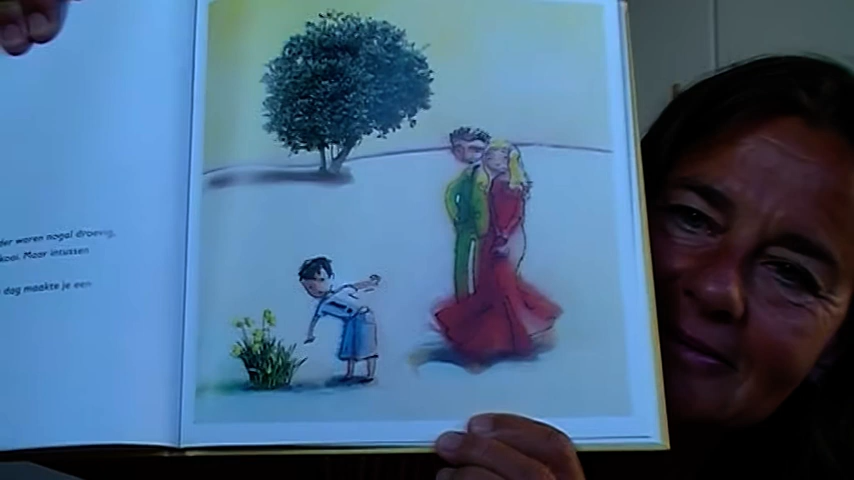 der waren nogal droevig,
kooi. Maar intussen
dag maakte je een